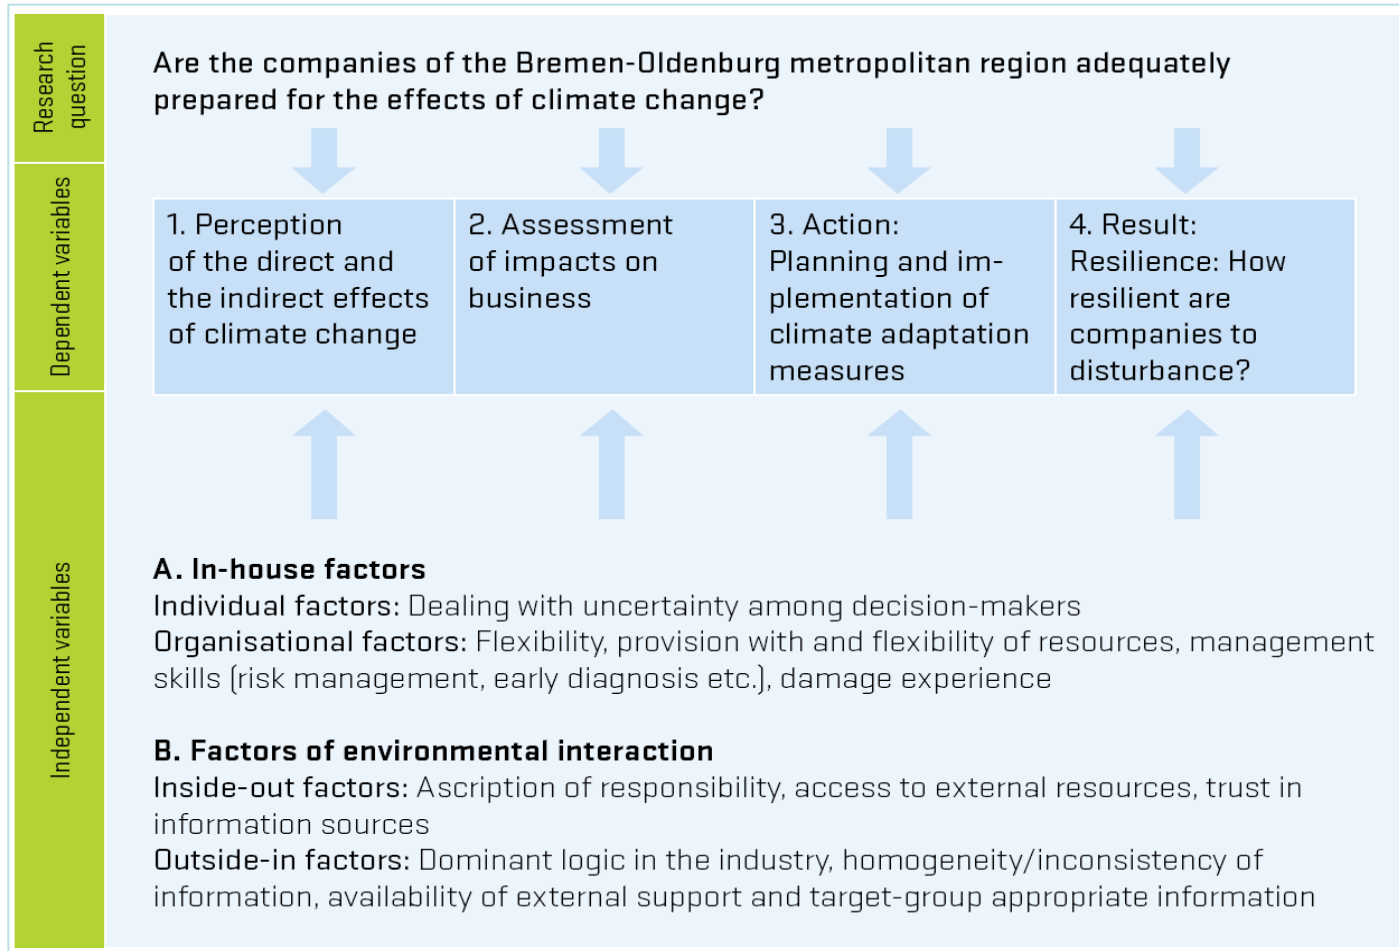 Research
question
Are the companies of the Bremen-Oldenburg metropolitan region adequately
prepared for the effects of climate change?
Dependent variables
1. Perception
of the direct and
the indirect effects
of climate change
2. Assessment
of impacts on
business
3. Action:
Planning and im-
plementation of
climate adaptation
measures
4. Result:
Resilience: How
resilient are
companies to
disturbance?
Independent variables
A. In-house factors
Individual factors: Dealing with uncertainty among decision-makers
Organisational factors: Flexibility, provision with and flexibility of resources, management
skills (risk management, early diagnosis etc.), damage experience
B. Factors of environmental interaction
Inside-out factors: Ascription of responsibility, access to external resources, trust in
information sources
Outside-in factors: Dominant logic in the industry, homogeneity/inconsistency of
information, availability of external support and target-group appropriate information